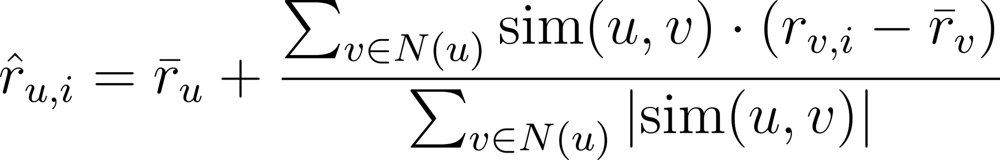 \hat{r}_{u,i} = \bar{r}_u + \frac{\sum_{v \in N(u)} \text{sim}(u, v) \cdot (r_{v,i} - \bar{r}_v)}{\sum_{v \in N(u)} |\text{sim}(u, v)|}